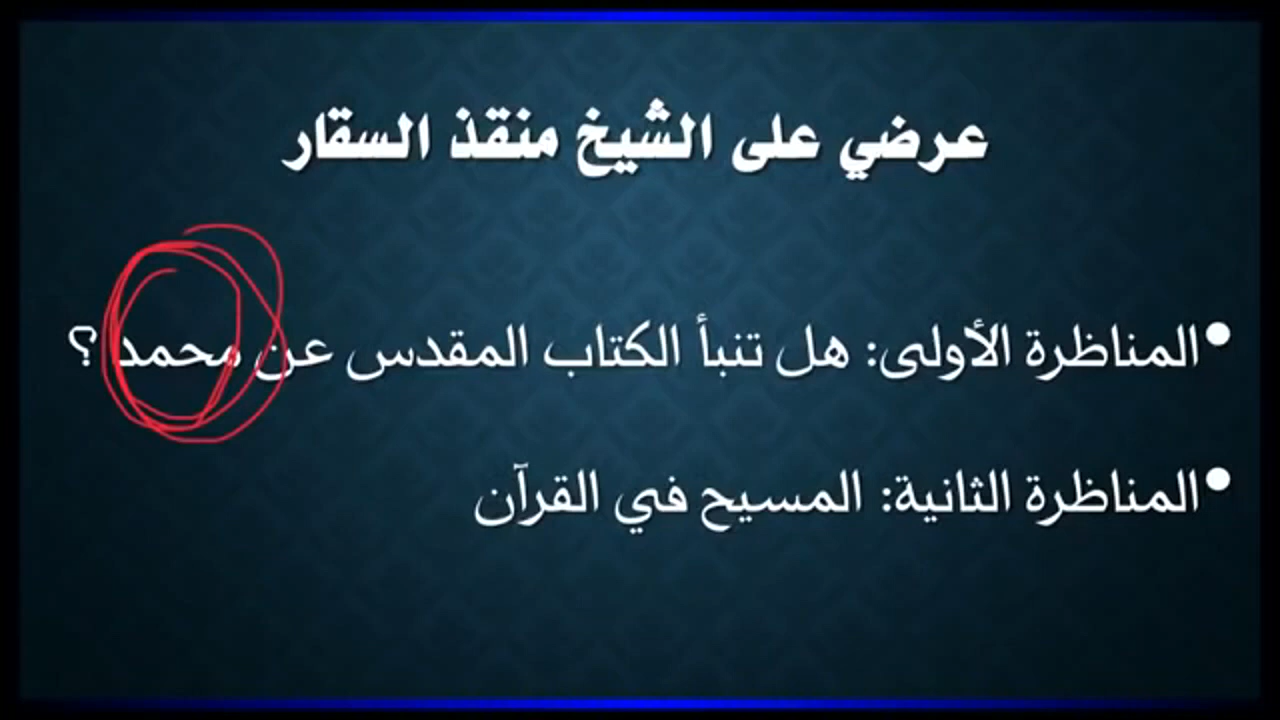 عرضي على الشيخ منقذ السقار
• المناظرة الأولى: هل تنبأ الكتاب المقدس عن محمد ؟
• المناظرة الثانية: المسيح في القرآن